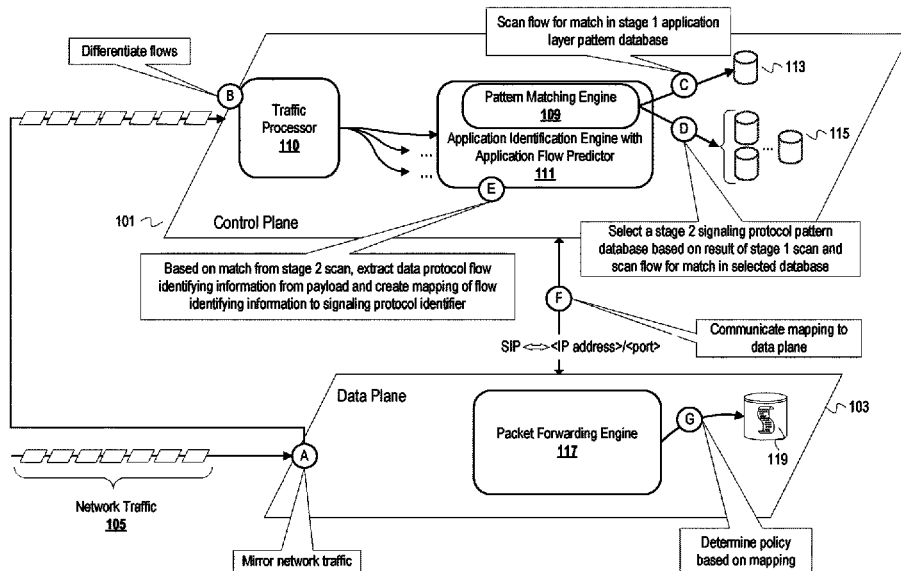 Scan flow for match in stage 1 application
layer pattern database
Differentiate flows
B
Traffic
Processor
110
Pattern Matching Engine
109
Application Identification Engine with
Application Flow Predictor
111
C
113
D
115
...
...
...
E
101
Control Plane
Based on match from stage 2 scan, extract data protocol flow
identifying information from payload and create mapping of flow
identifying information to signaling protocol identifier
Select a stage 2 signaling protocol pattern
database based on result of stage 1 scan and
scan flow for match in selected database
F
Communicate mapping to
data plane
SIP <IP address>/<port>
Data Plane
103
Packet Forwarding Engine
117
G
119
A
Network Traffic
105
Mirror network traffic
Determine policy
based on mapping